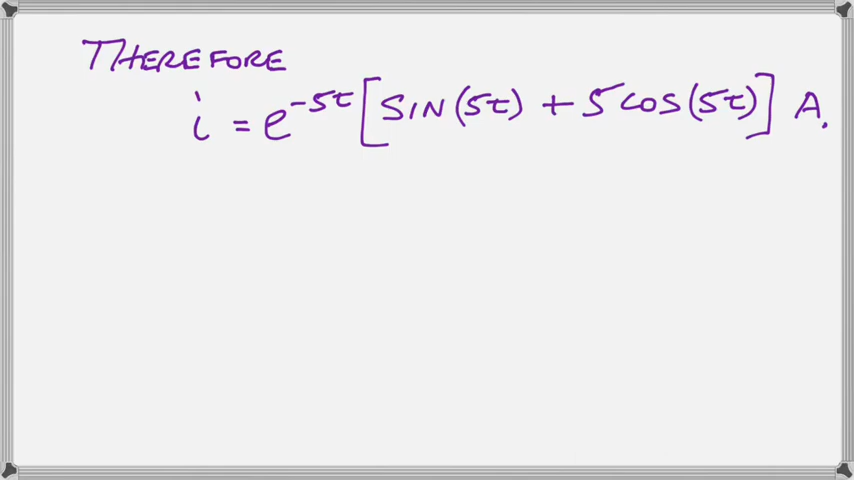 THEREFORE
i = e^{-5t} [SIN(5t) + 5 COS(5t)] A.